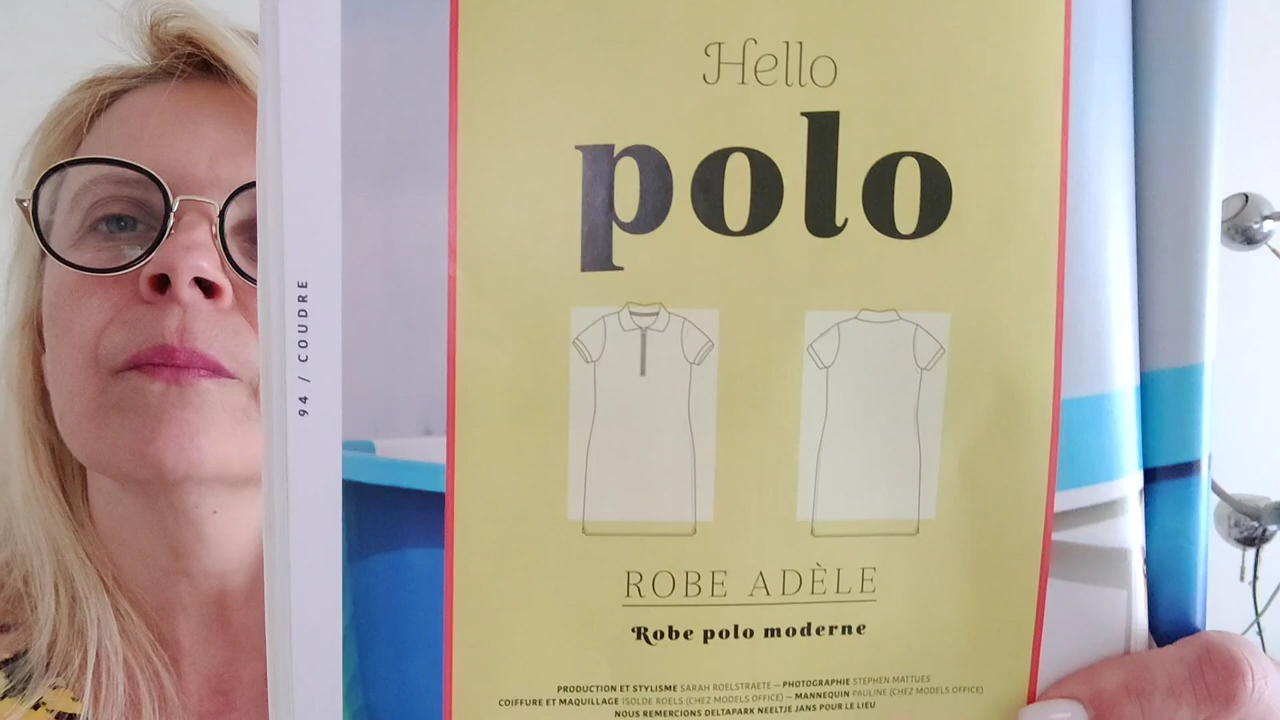 94 / COUDRE
Hello
polo
ROBE ADÈLE
Robe polo moderne
PRODUCTION ET STYLISME SARAH ROELSTRAETE — PHOTOGRAPHIE STEPHEN MATTUES
COIFFURE ET MAQUILLAGE ISOLDE ROELS (CHEZ MODELS OFFICE) — MANNEQUIN PAULINE (CHEZ MODELS OFFICE)
NOUS REMERCIONS DELTAPARK NEELTJE JANS POUR LE LIEU